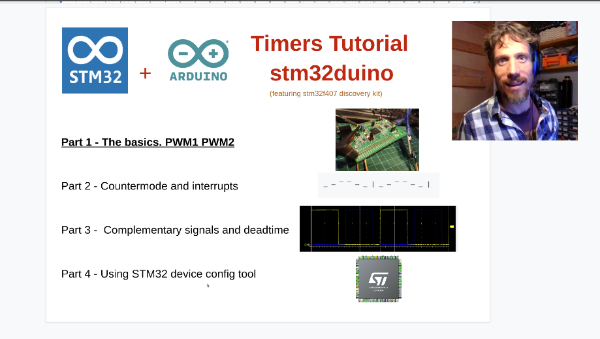 STM32
+
ARDUINO
Timers Tutorial
stm32duino
(featuring stm32f407 discovery kit)
Part 1 - The basics. PWM1 PWM2
Part 2 - Countermode and interrupts
Part 3 - Complementary signals and deadtime
Part 4 - Using STM32 device config tool
ST